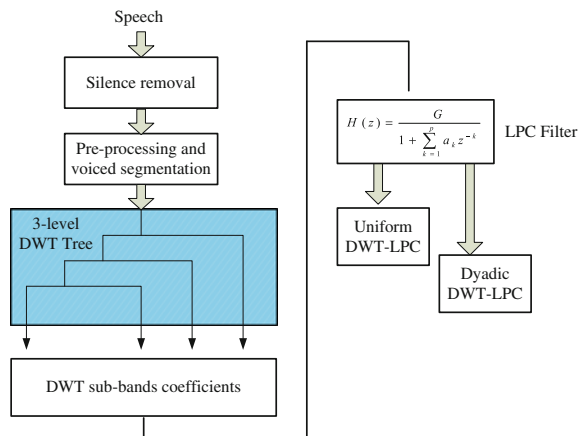 Speech
Silence removal
Pre-processing and
voiced segmentation
3-level
DWT Tree
DWT sub-bands coefficients
H (z) = G / (1 + \sum_{k=1}^{p} a_k z^{-k})
LPC Filter
Uniform
DWT-LPC
Dyadic
DWT-LPC